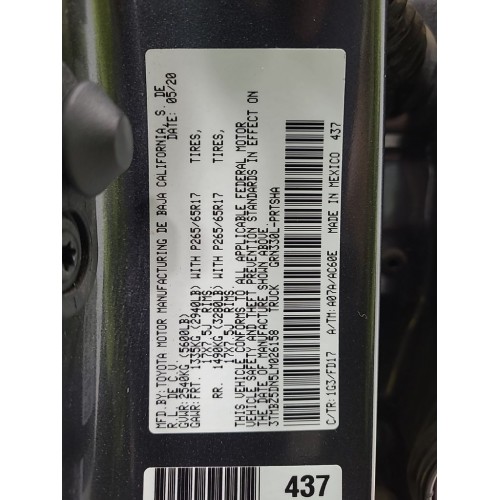 MFD.BY:TOYOTA MOTOR MANUFACTURING DE BAJA CALIFORNIA, S. DE
R.L. DE C.V. DATE: 05/20
GVWR: 2540KG (5600LB)
GAWR:FRT. 1335KG (2940LB) WITH P265/65R17 TIRES,
17x7.5J RIMS,
RR. 1490KG (3280LB) WITH P265/65R17 TIRES,
17x7.5J RIMS.
THIS VEHICLE CONFORMS TO ALL APPLICABLE FEDERAL MOTOR
VEHICLE SAFETY AND THEFT PREVENTION STANDARDS IN EFFECT ON
THE DATE OF MANUFACTURE SHOWN ABOVE.
3TMBZ5DN5LM026158 TRUCK GRN330L-PRTSHA
C/TR:1G3/FD17 A/TM:A07A/AC60E MADE IN MEXICO 437
437